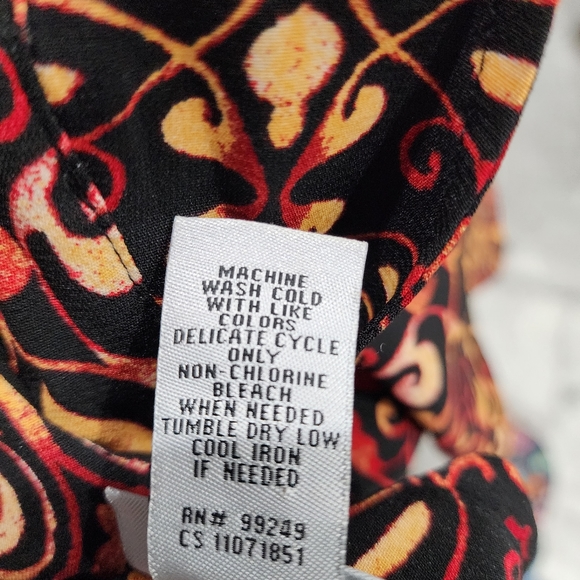 MACHINE
WASH COLD
WITH LIKE
COLORS
DELICATE CYCLE
ONLY
NON-CHLORINE
BLEACH
WHEN NEEDED
TUMBLE DRY LOW
COOL IRON
IF NEEDED
RN# 99249
CS 11071851